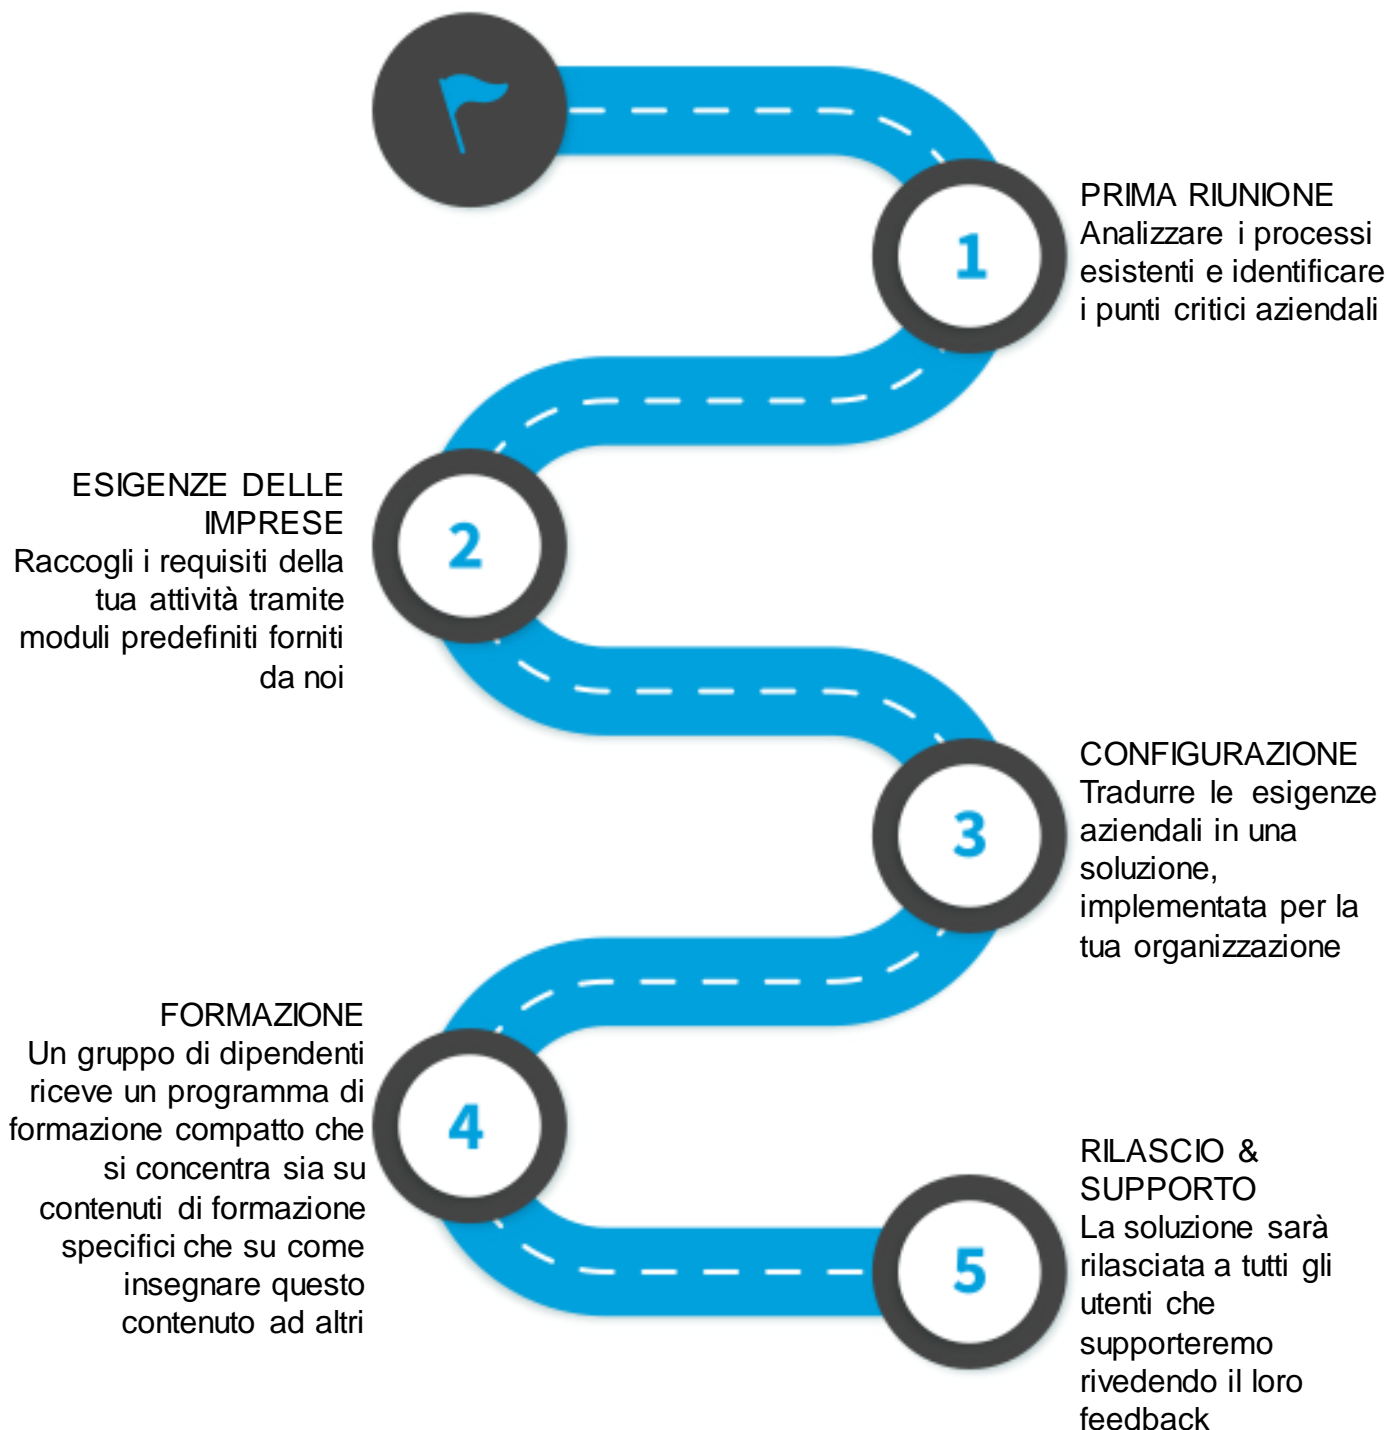 1
PRIMA RIUNIONE
Analizzare i processi
esistenti e identificare
i punti critici aziendali
2
ESIGENZE DELLE
IMPRESE
Raccogli i requisiti della
tua attività tramite
moduli predefiniti forniti
da noi
3
CONFIGURAZIONE
Tradurre le esigenze
aziendali in una
soluzione,
implementata per la
tua organizzazione
4
FORMAZIONE
Un gruppo di dipendenti
riceve un programma di
formazione compatto che
si concentra sia su
contenuti di formazione
specifici che su come
insegnare questo
contenuto ad altri
5
RILASCIO &
SUPPORTO
La soluzione sarà
rilasciata a tutti gli
utenti che
supporteremo
rivedendo il loro
feedback